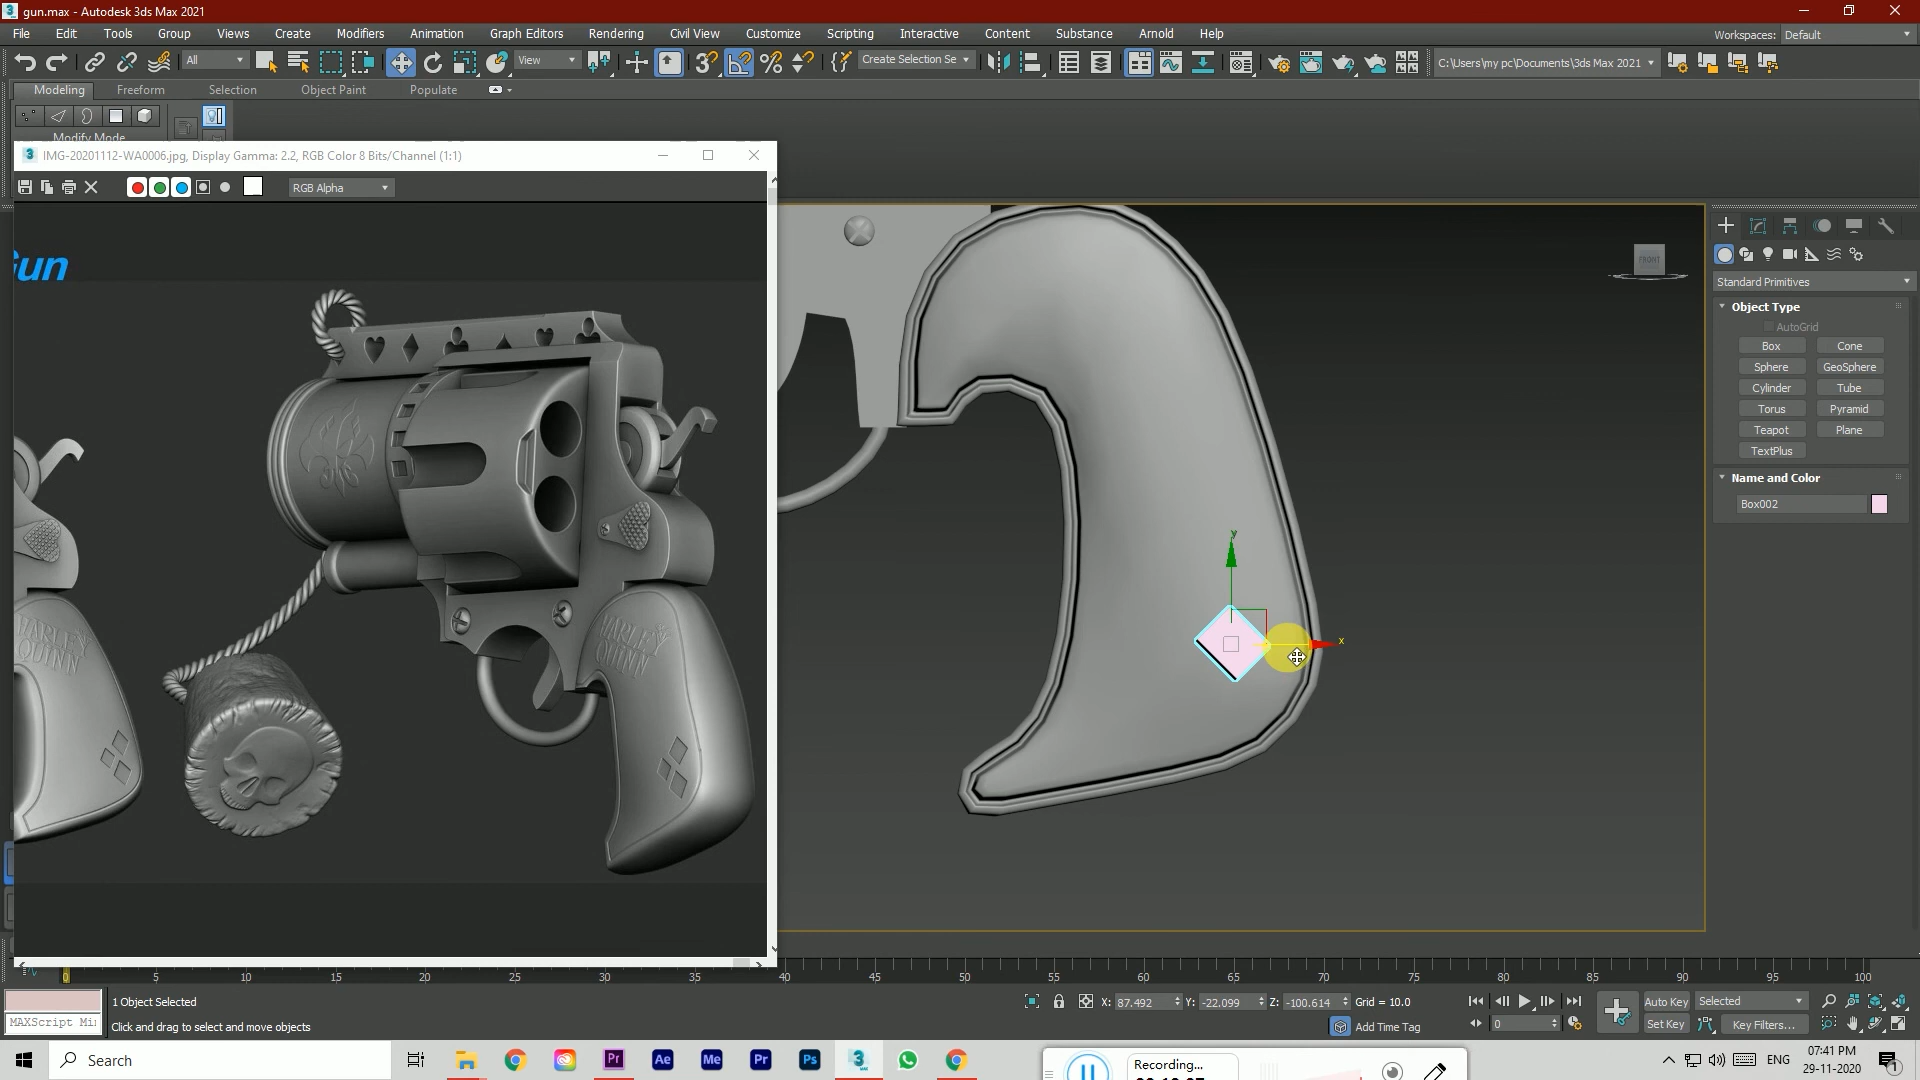 gun.max - Autodesk 3ds Max 2021
File Edit Tools Group Views Create Modifiers Animation Graph Editors Rendering Civil View Customize Scripting Interactive Content Substance Arnold Help
Workspaces: Default
All View Create Selection Se C:\Users\my pc\Documents\3ds Max 2021
Modeling Freeform Selection Object Paint Populate
Modify Mode
IMG-20201112-WA0006.jpg, Display Gamma: 2.2, RGB Color 8 Bits/Channel (1:1)
RGB Alpha
Gun
HARLEY QUINN
HARLEY QUINN
FRONT
y
x
Standard Primitives
Object Type
AutoGrid
Box Cone
Sphere GeoSphere
Cylinder Tube
Torus Pyramid
Teapot Plane
TextPlus
Name and Color
Box002
0 5 10 15 20 25 30 35 40 45 50 55 60 65 70 75 80 85 90 95 100
1 Object Selected
X: 87.492 Y: -22.099 Z: -100.614 Grid = 10.0
Auto Key Selected
MAXScript Mi
Click and drag to select and move objects
Add Time Tag
0
Set Key Key Filters...
Search
Recording...
ENG
07:41 PM
29-11-2020